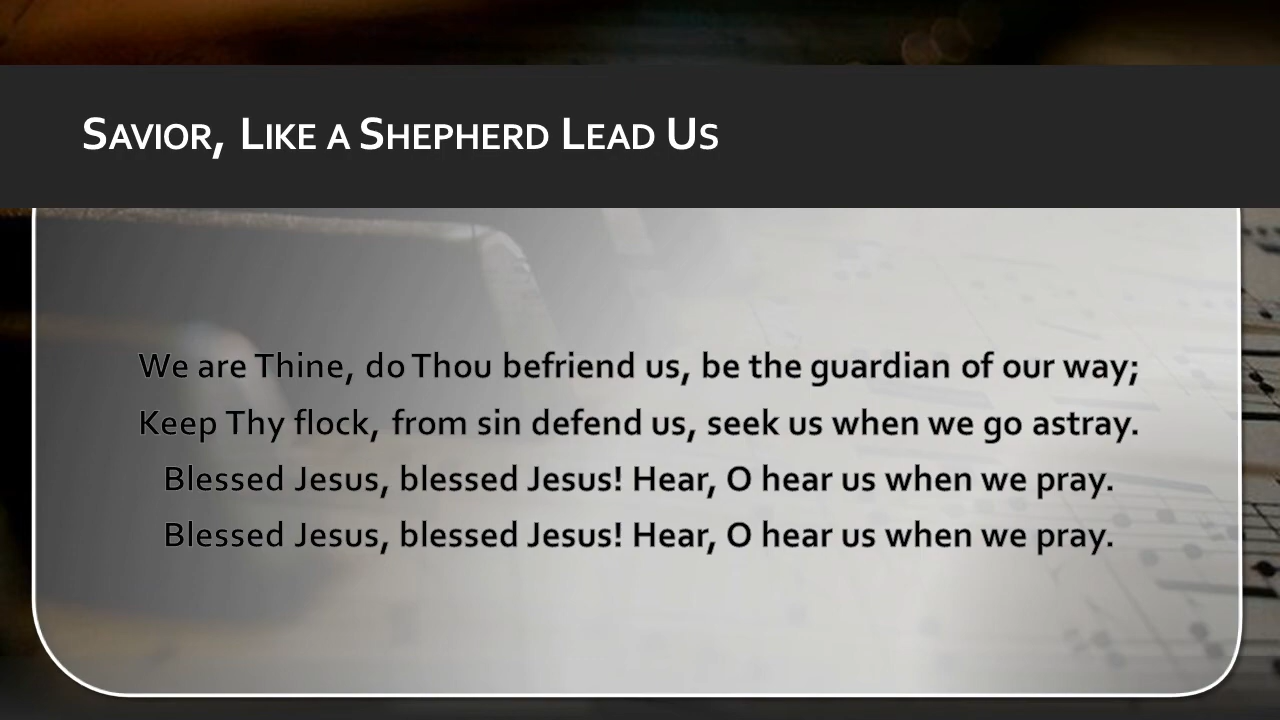 Savior, Like a Shepherd Lead Us
We are Thine, do Thou befriend us, be the guardian of our way;
Keep Thy flock, from sin defend us, seek us when we go astray.
Blessed Jesus, blessed Jesus! Hear, O hear us when we pray.
Blessed Jesus, blessed Jesus! Hear, O hear us when we pray.